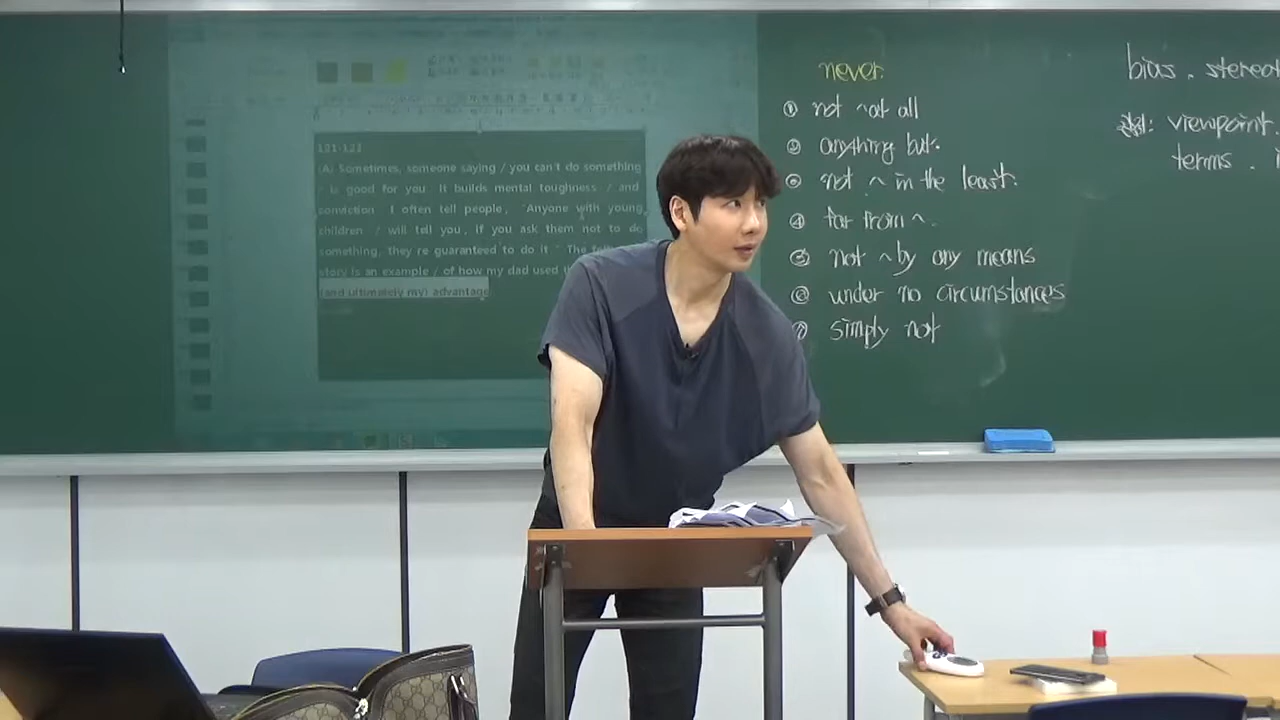 121-123
(A) Sometimes, someone saying / you can't do something
/ is good for you. It builds mental toughness / and
conviction. I often tell people, "Anyone with young
children / will tell you, If you ask them not to do
something, they're guaranteed to do it." The
story is an example / of how my dad used
(and ultimately my) advantage
never.
① not ~at all
② anything but.
③ not ~ in the least.
④ far from ~.
⑤ not ~by any means
⑥ under no circumstances
⑦ simply not
bias. stereot
viewpoint.
terms.